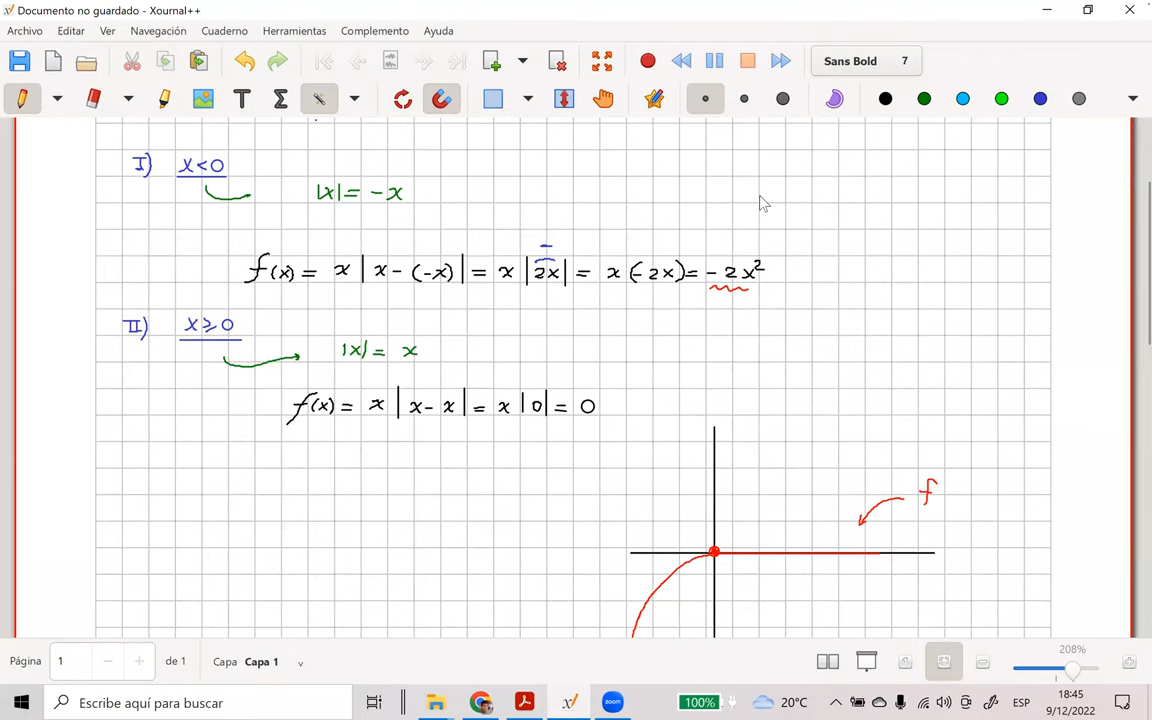 Documento no guardado - Xournal++
Archivo Editar Ver Navegación Cuaderno Herramientas Complemento Ayuda
Sans Bold 7
I) x<0
|x| = -x
f(x) = x|x-(-x)| = x|2x| = x(-2x) = -2x²
II) x≥0
|x| = x
f(x) = x|x-x| = x|0| = 0
f
Página 1 de 1 Capa Capa 1 208%
Escribe aquí para buscar 100% 20°C ESP 18:45
9/12/2022